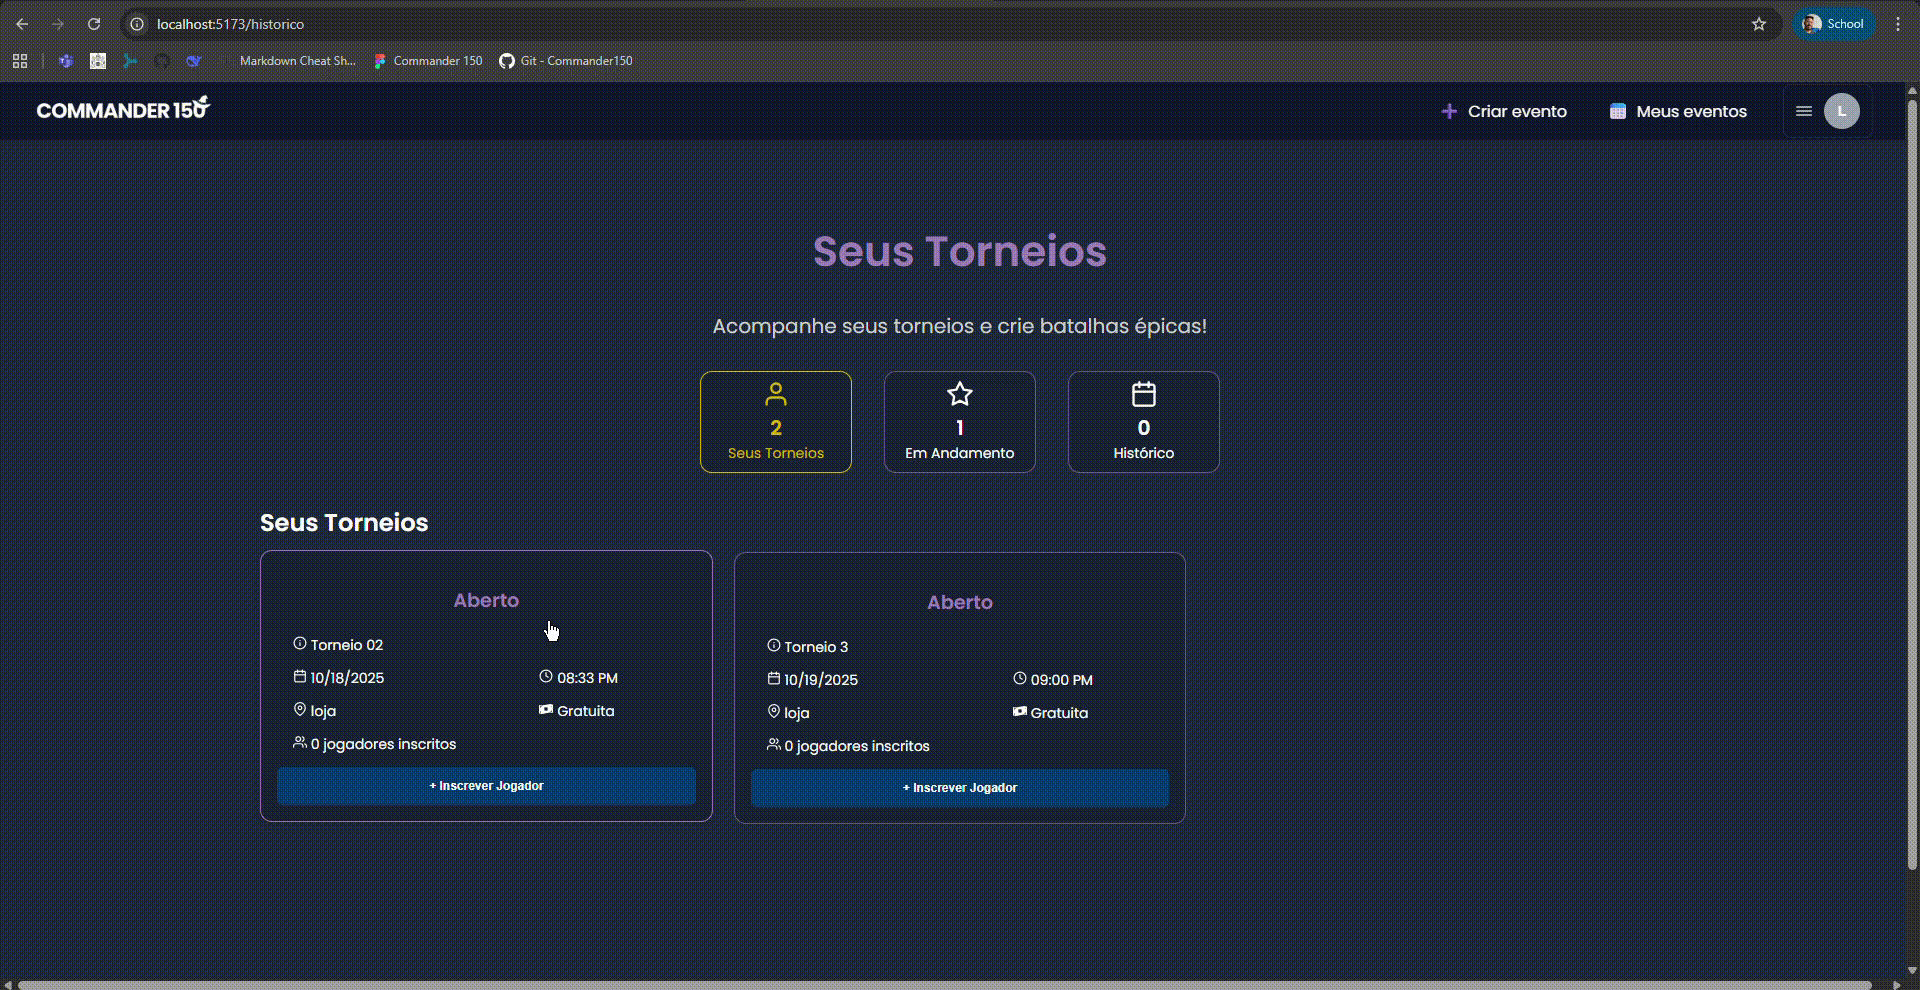 localhost:5173/historico
School
Markdown Cheat Sh...
Commander 150
Git - Commander150
COMMANDER 150
Criar evento
Meus eventos
L
Seus Torneios
Acompanhe seus torneios e crie batalhas épicas!
2
Seus Torneios
1
Em Andamento
0
Histórico
Seus Torneios
Aberto
Torneio 02
10/18/2025
08:33 PM
loja
Gratuita
0 jogadores inscritos
+ Inscrever Jogador
Aberto
Torneio 3
10/19/2025
09:00 PM
loja
Gratuita
0 jogadores inscritos
+ Inscrever Jogador